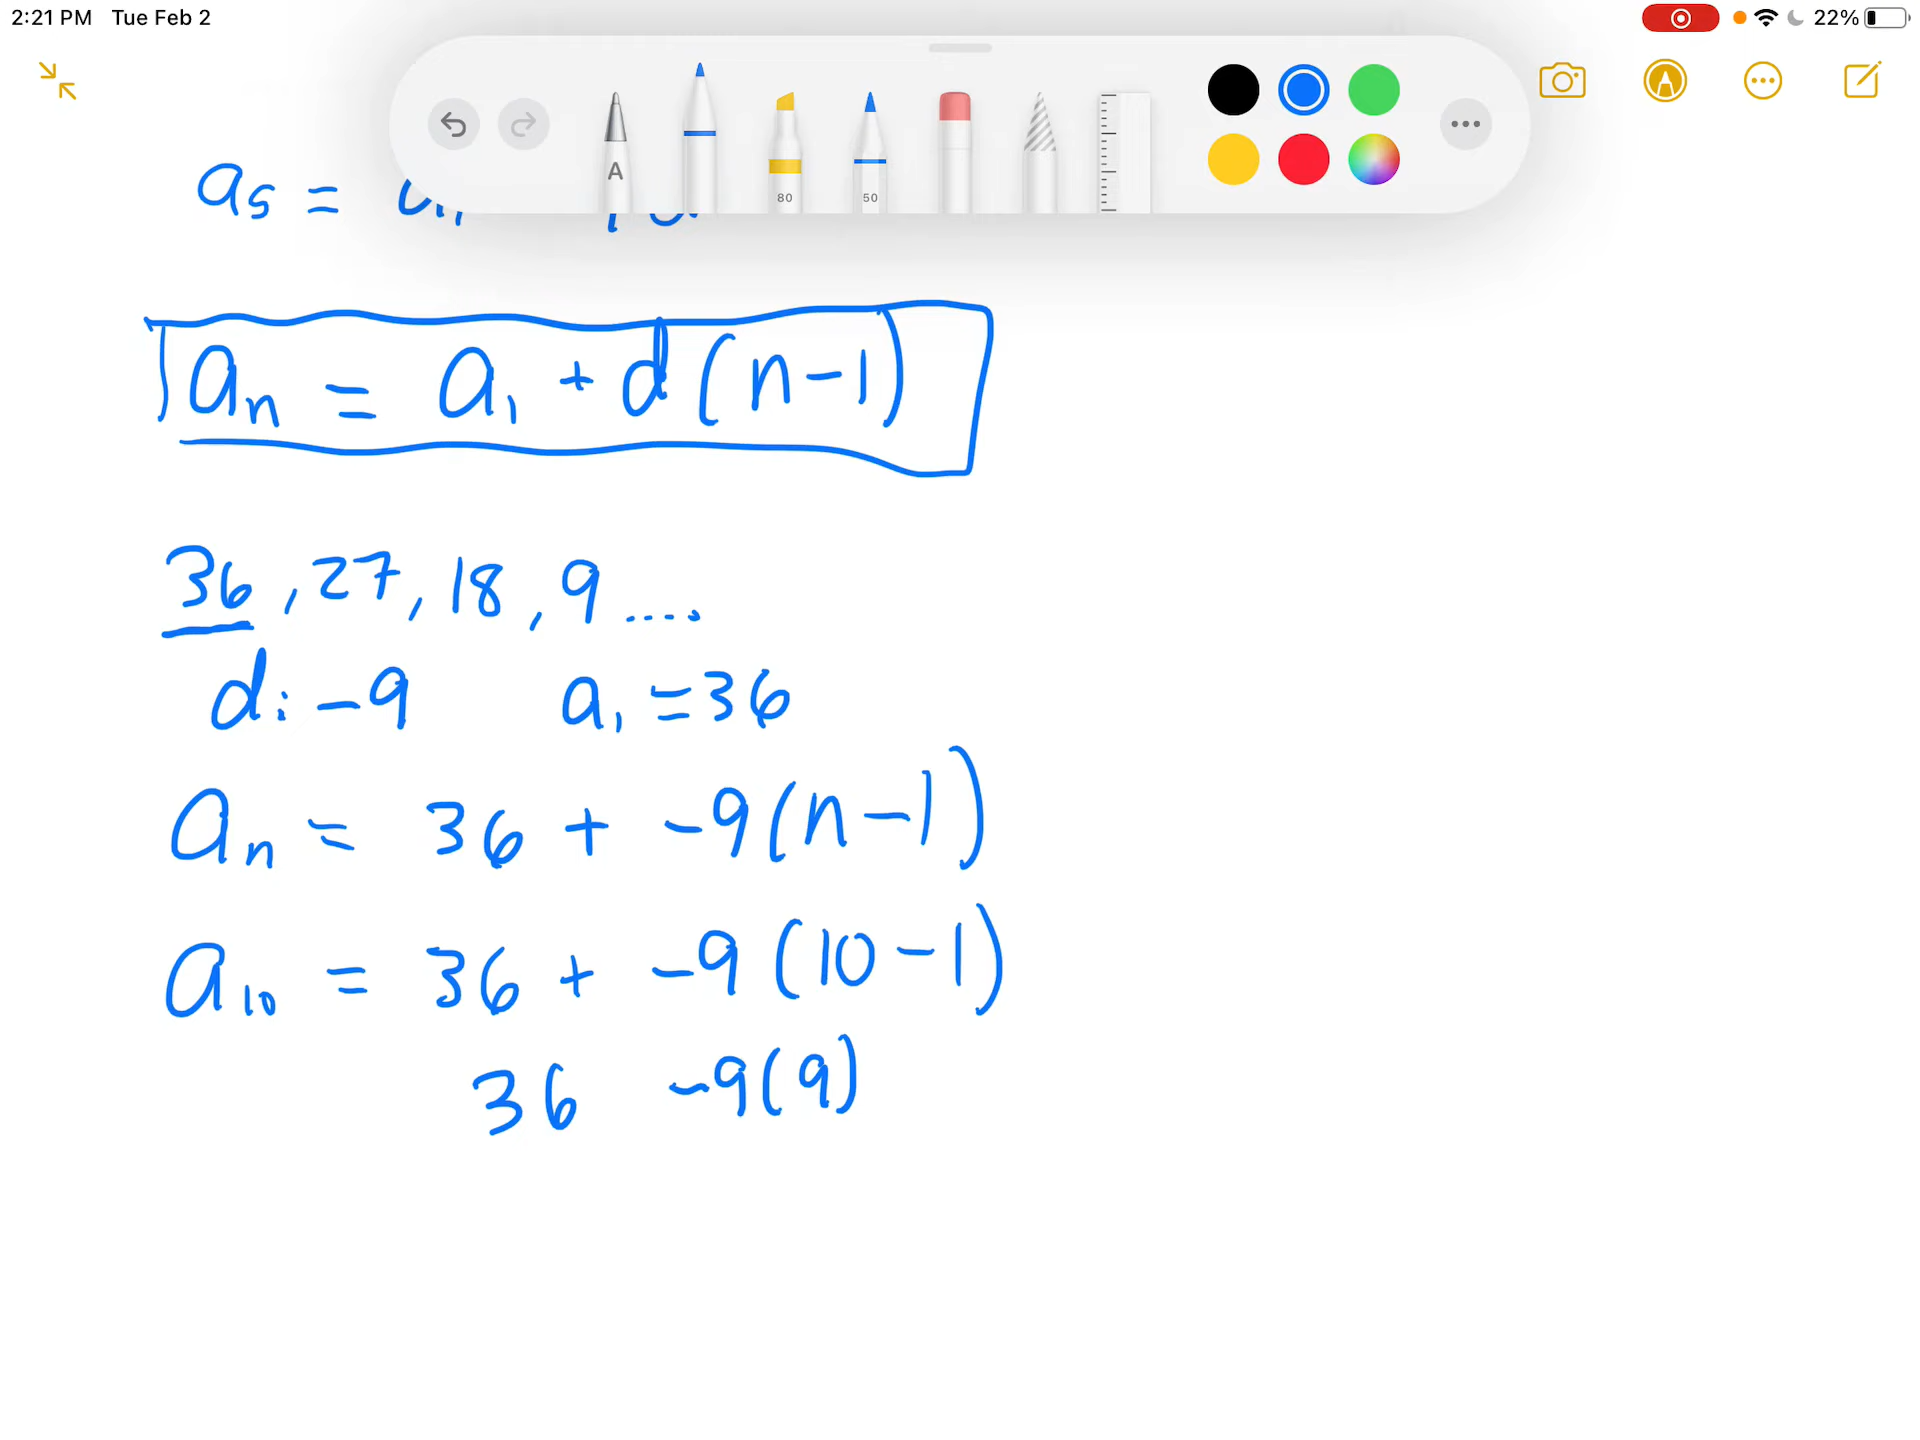 2:21 PM Tue Feb 2
22%
A
80
50
a₅ =
aₙ = a₁ + d(n-1)
36, 27, 18, 9 ....
d: -9 a₁ = 36
aₙ = 36 + -9(n-1)
a₁₀ = 36 + -9(10-1)
36 -9(9)